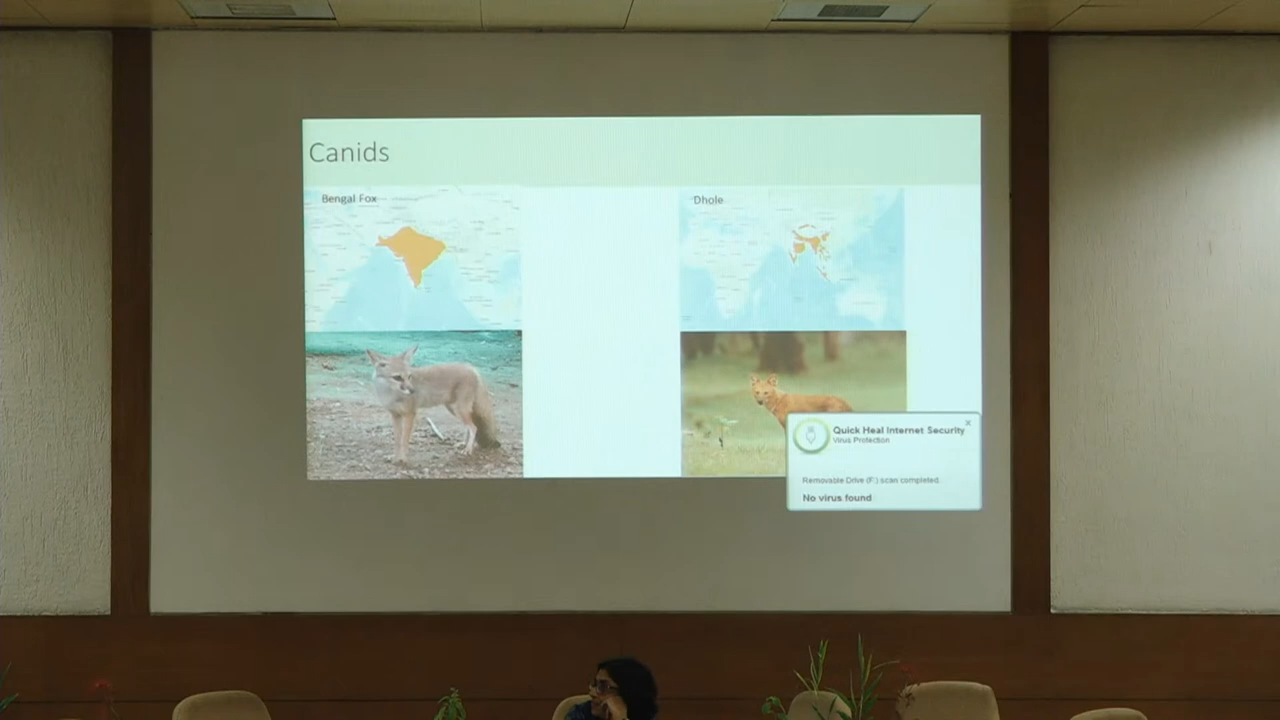 Canids
Bengal Fox
Dhole
Quick Heal Internet Security
Virus Protection
Removable Drive (F:) scan completed.
No virus found